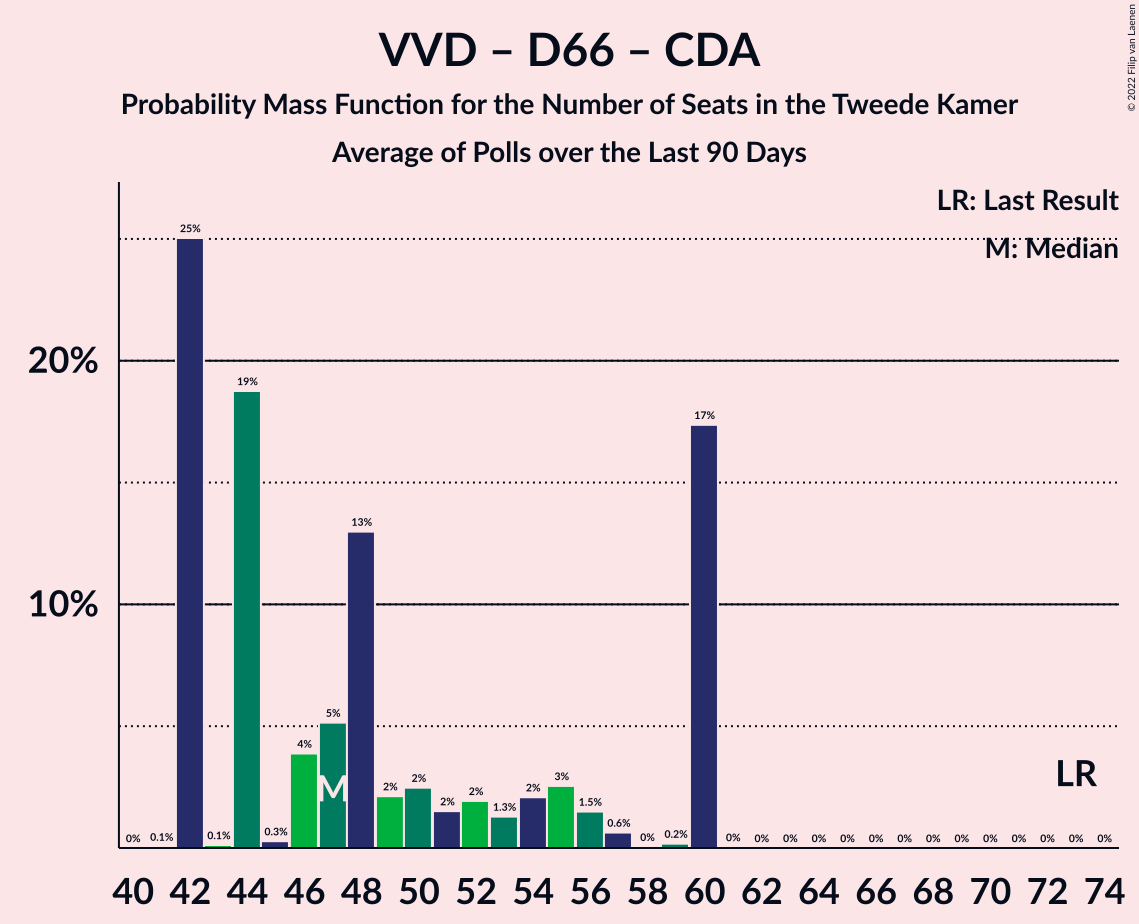 VVD – D66 – CDA
Probability Mass Function for the Number of Seats in the Tweede Kamer
Average of Polls over the Last 90 Days
© 2022 Filip van Laenen
LR: Last Result
M: Median
20%
10%
0% 0.1% 25% 0.1% 19% 0.3% 4% 5% 13% 2% 2% 2% 2% 1.3% 2% 3% 1.5% 0.6% 0% 0.2% 17% 0% 0% 0% 0% 0% 0% 0% 0% 0% 0% 0% 0% 0% 0%
M
LR
40 42 44 46 48 50 52 54 56 58 60 62 64 66 68 70 72 74